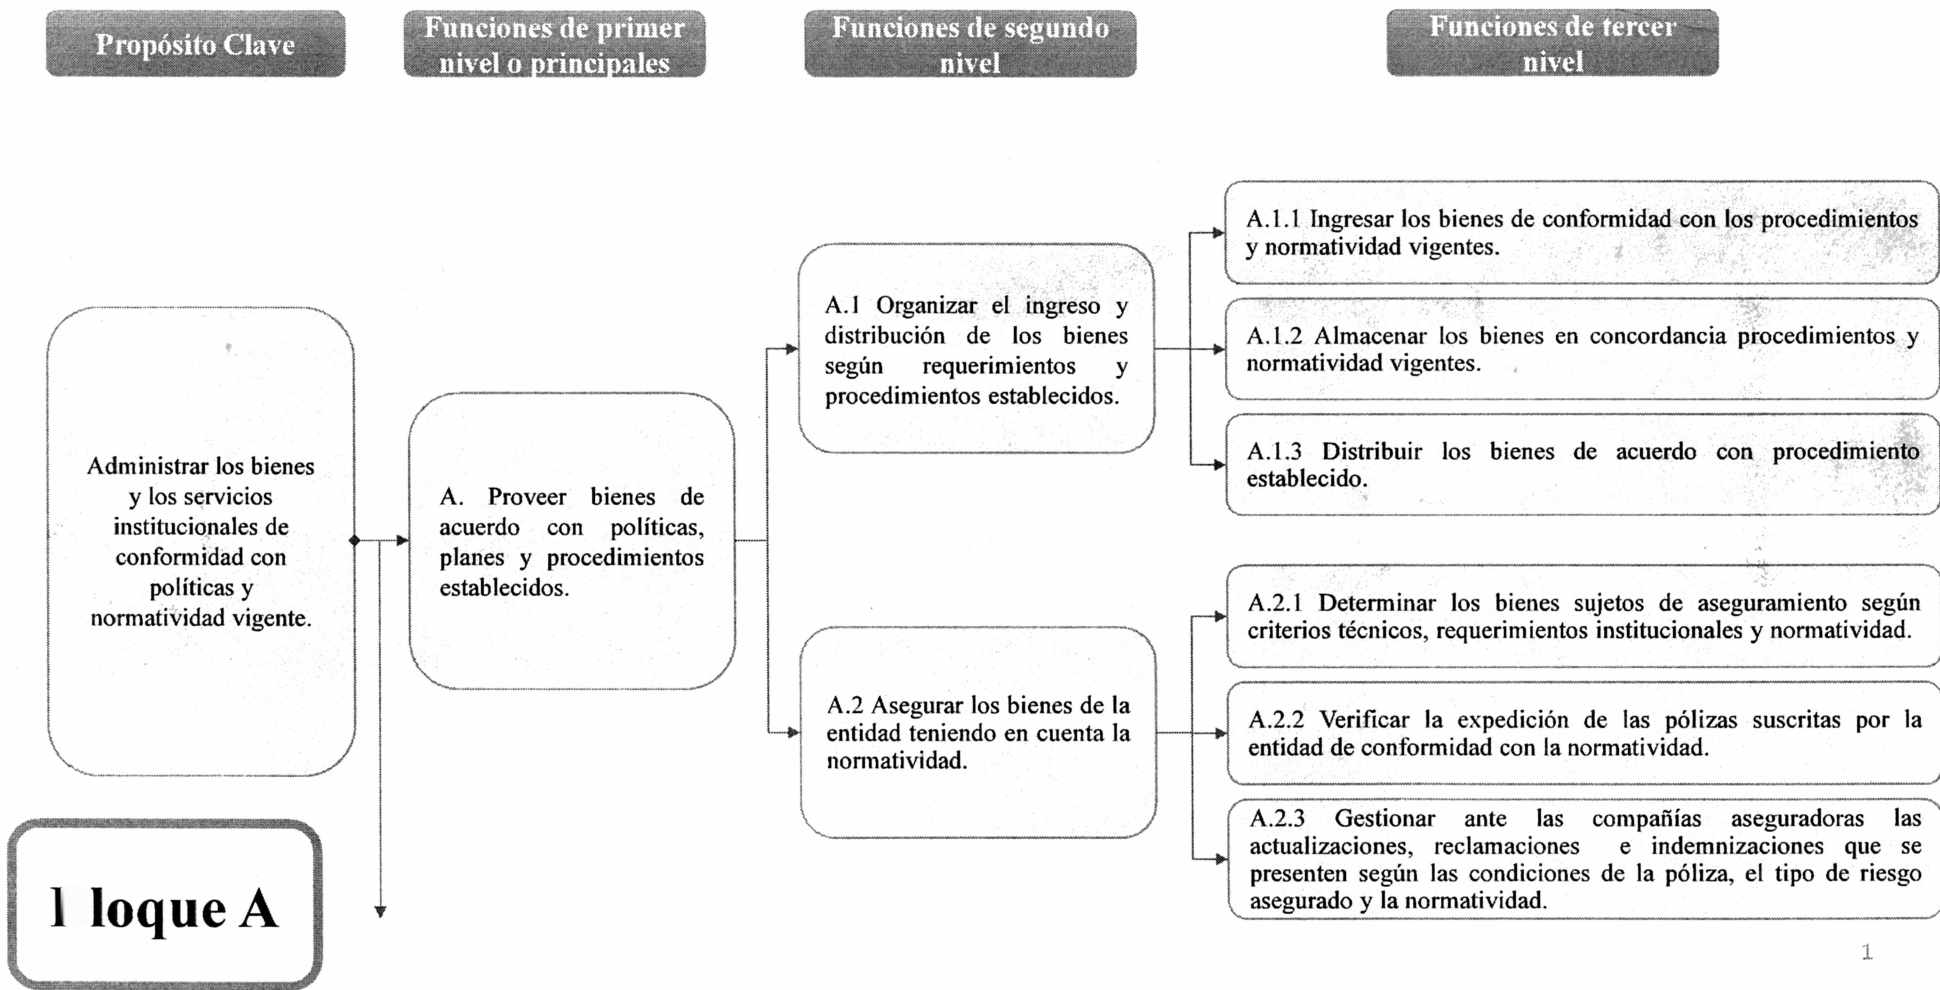 Propósito Clave
Funciones de primer
nivel o principales
Funciones de segundo
nivel
Funciones de tercer
nivel
Administrar los bienes
y los servicios
institucionales de
conformidad con
políticas y
normatividad vigente.
A. Proveer bienes de
acuerdo con políticas,
planes y procedimientos
establecidos.
A.1 Organizar el ingreso y
distribución de los bienes
según requerimientos y
procedimientos establecidos.
A.1.1 Ingresar los bienes de conformidad con los procedimientos
y normatividad vigentes.
A.1.2 Almacenar los bienes en concordancia procedimientos y
normatividad vigentes.
A.1.3 Distribuir los bienes de acuerdo con procedimiento
establecido.
A.2 Asegurar los bienes de la
entidad teniendo en cuenta la
normatividad.
A.2.1 Determinar los bienes sujetos de aseguramiento según
criterios técnicos, requerimientos institucionales y normatividad.
A.2.2 Verificar la expedición de las pólizas suscritas por la
entidad de conformidad con la normatividad.
A.2.3 Gestionar ante las compañías aseguradoras las
actualizaciones, reclamaciones e indemnizaciones que se
presenten según las condiciones de la póliza, el tipo de riesgo
asegurado y la normatividad.
loque A
1